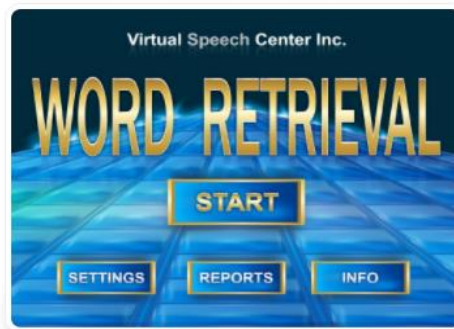 Virtual Speech Center Inc.
WORD RETRIEVAL
START
SETTINGS REPORTS INFO